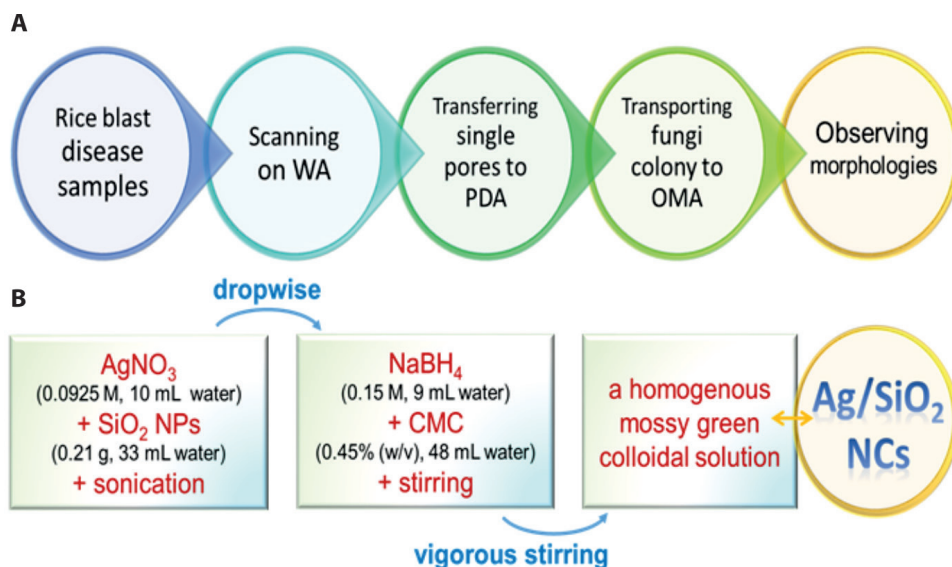 A
Rice blast
disease
samples
Scanning
on WA
Transferring
single
pores to
PDA
Transporting
fungi
colony to
OMA
Observing
morphologies
B
dropwise
AgNO₃
(0.0925 M, 10 mL water)
+ SiO₂ NPs
(0.21 g, 33 mL water)
+ sonication
NaBH₄
(0.15 M, 9 mL water)
+ CMC
(0.45% (w/v), 48 mL water)
+ stirring
a homogenous
mossy green
colloidal solution
Ag/SiO₂
NCs
vigorous stirring